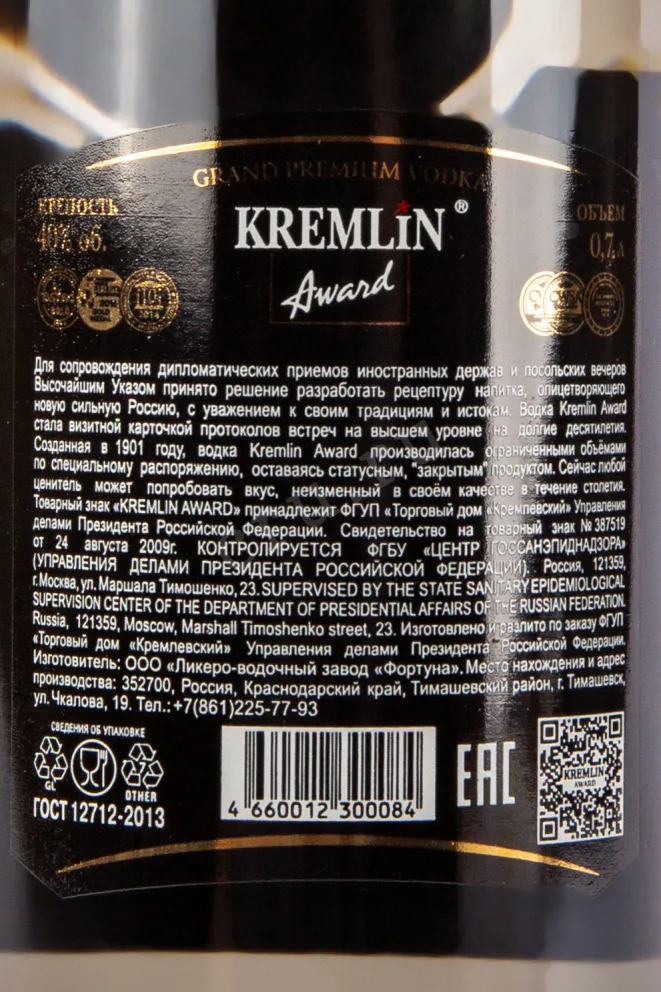 GRAND PREMIUM VODKA
КРЕПОСТЬ
40% об.
KREMLIN ®
Award
ОБЪЕМ
0,7 л
Для сопровождения дипломатических приемов иностранных держав и посольских вечеров
Высочайшим Указом принято решение разработать рецептуру напитка, олицетворяющего
новую сильную Россию, с уважением к своим традициям и истокам. Водка Kremlin Award
стала визитной карточкой протоколов встреч на высшем уровне на долгие десятилетия.
Созданная в 1901 году, водка Kremlin Award производилась ограниченными объёмами
по специальному распоряжению, оставаясь статусным, "закрытым" продуктом. Сейчас любой
ценитель может попробовать вкус, неизменный в своём качестве в течение столетия.
Товарный знак «KREMLIN AWARD» принадлежит ФГУП «Торговый дом «Кремлевский» Управления
делами Президента Российской Федерации. Свидетельство на товарный знак №387519
от 24 августа 2009г. КОНТРОЛИРУЕТСЯ ФГБУ «ЦЕНТР ГОССАНЭПИДНАДЗОРА»
(УПРАВЛЕНИЯ ДЕЛАМИ ПРЕЗИДЕНТА РОССИЙСКОЙ ФЕДЕРАЦИИ). Россия, 121359,
г.Москва, ул. Маршала Тимошенко, 23. SUPERVISED BY THE STATE SANITARY EPIDEMIOLOGICAL
SUPERVISION CENTER OF THE DEPARTMENT OF PRESIDENTIAL AFFAIRS OF THE RUSSIAN FEDERATION.
Russia, 121359, Moscow, Marshall Timoshenko street, 23. Изготовлено и разлито по заказу ФГУП
«Торговый дом «Кремлевский» Управления делами Президента Российской Федерации.
Изготовитель: ООО «Ликеро-водочный завод «Фортуна». Место нахождения и адрес
производства: 352700, Россия, Краснодарский край, Тимашевский район, г. Тимашевск,
ул. Чкалова, 19. Тел.:+7(861)225-77-93
СВЕДЕНИЯ ОБ УПАКОВКЕ
GL
OTHER
ГОСТ 12712-2013
4 660012 300084
EAC
KREMLIN
AWARD